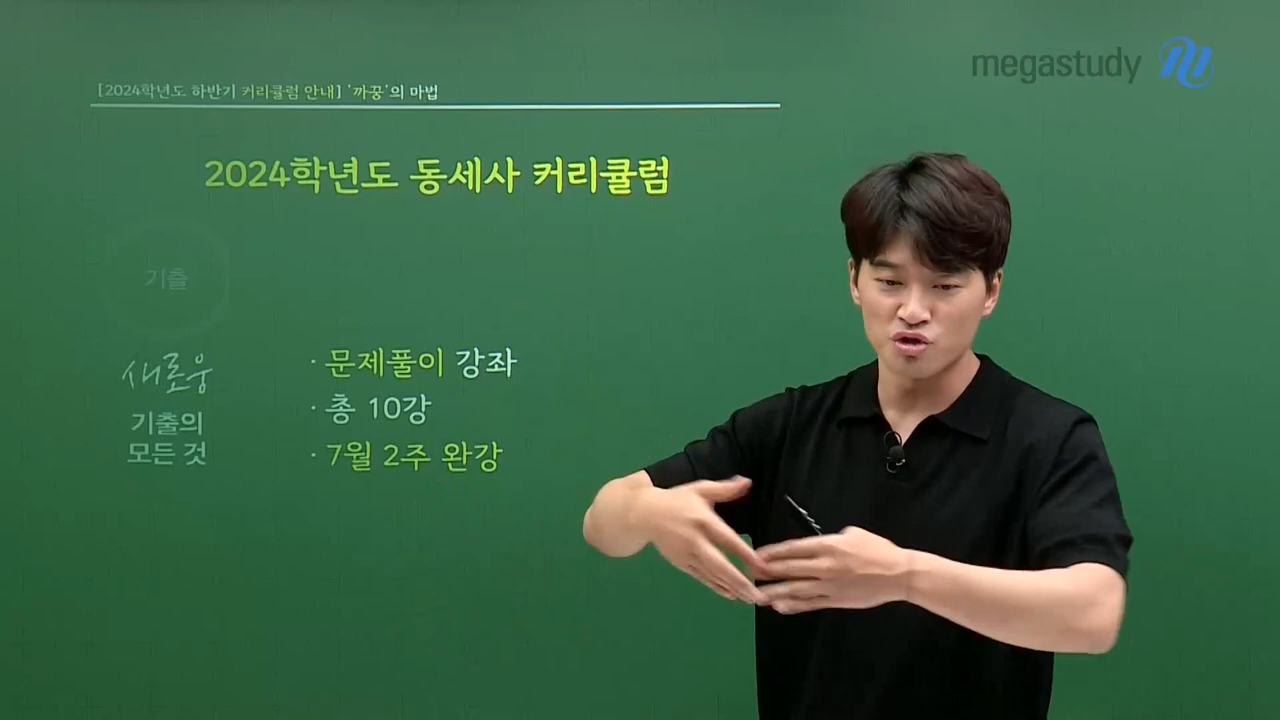 megastudy
[2024학년도 하반기 커리큘럼 안내] '까꿍'의 마법
2024학년도 동세사 커리큘럼
기출
새로움
기출의
모든 것
· 문제풀이 강좌
· 총 10강
· 7월 2주 완강